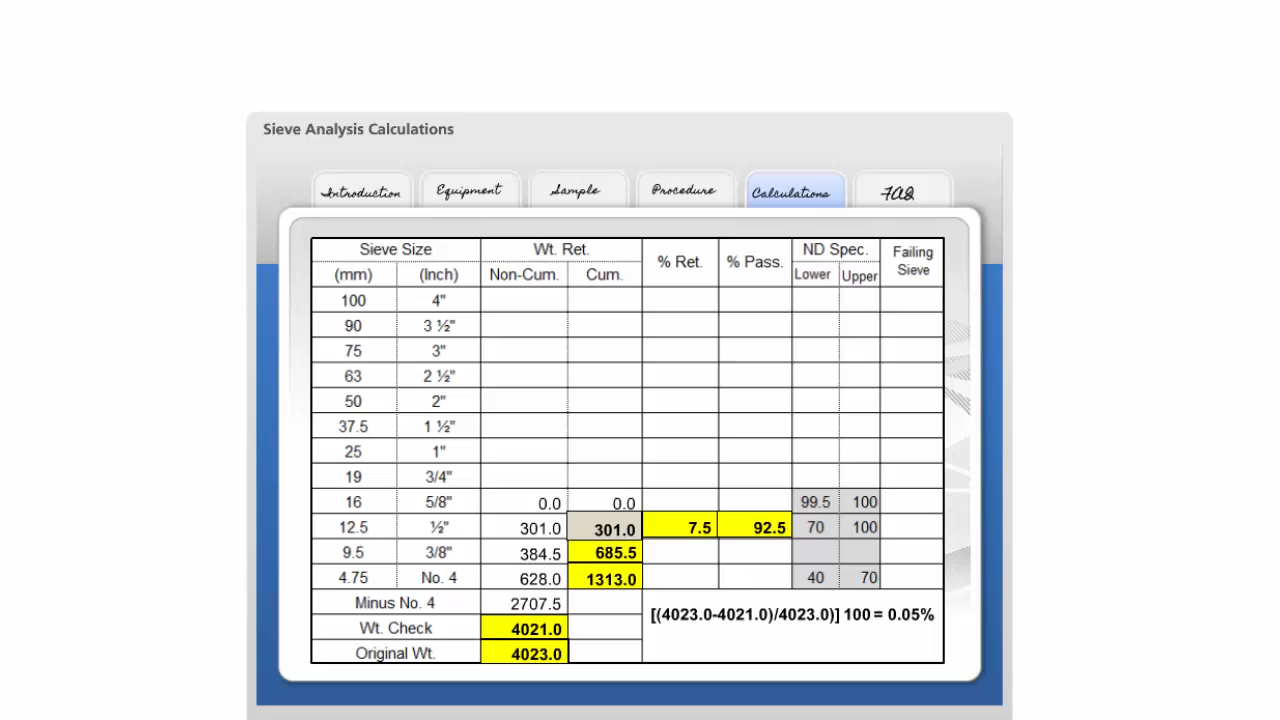 Sieve Analysis Calculations
Introduction Equipment Sample Procedure Calculations FAQ
Sieve Size Wt. Ret. % Ret. % Pass. ND Spec. Failing Sieve
(mm) (Inch) Non-Cum. Cum. Lower Upper
100 4"
90 3 ½"
75 3"
63 2 ½"
50 2"
37.5 1 ½"
25 1"
19 3/4"
16 5/8" 0.0 0.0 99.5 100
12.5 ½" 301.0 301.0 7.5 92.5 70 100
9.5 3/8" 384.5 685.5
4.75 No. 4 628.0 1313.0 40 70
Minus No. 4 2707.5
[(4023.0-4021.0)/4023.0)] 100 = 0.05%
Wt. Check 4021.0
Original Wt. 4023.0